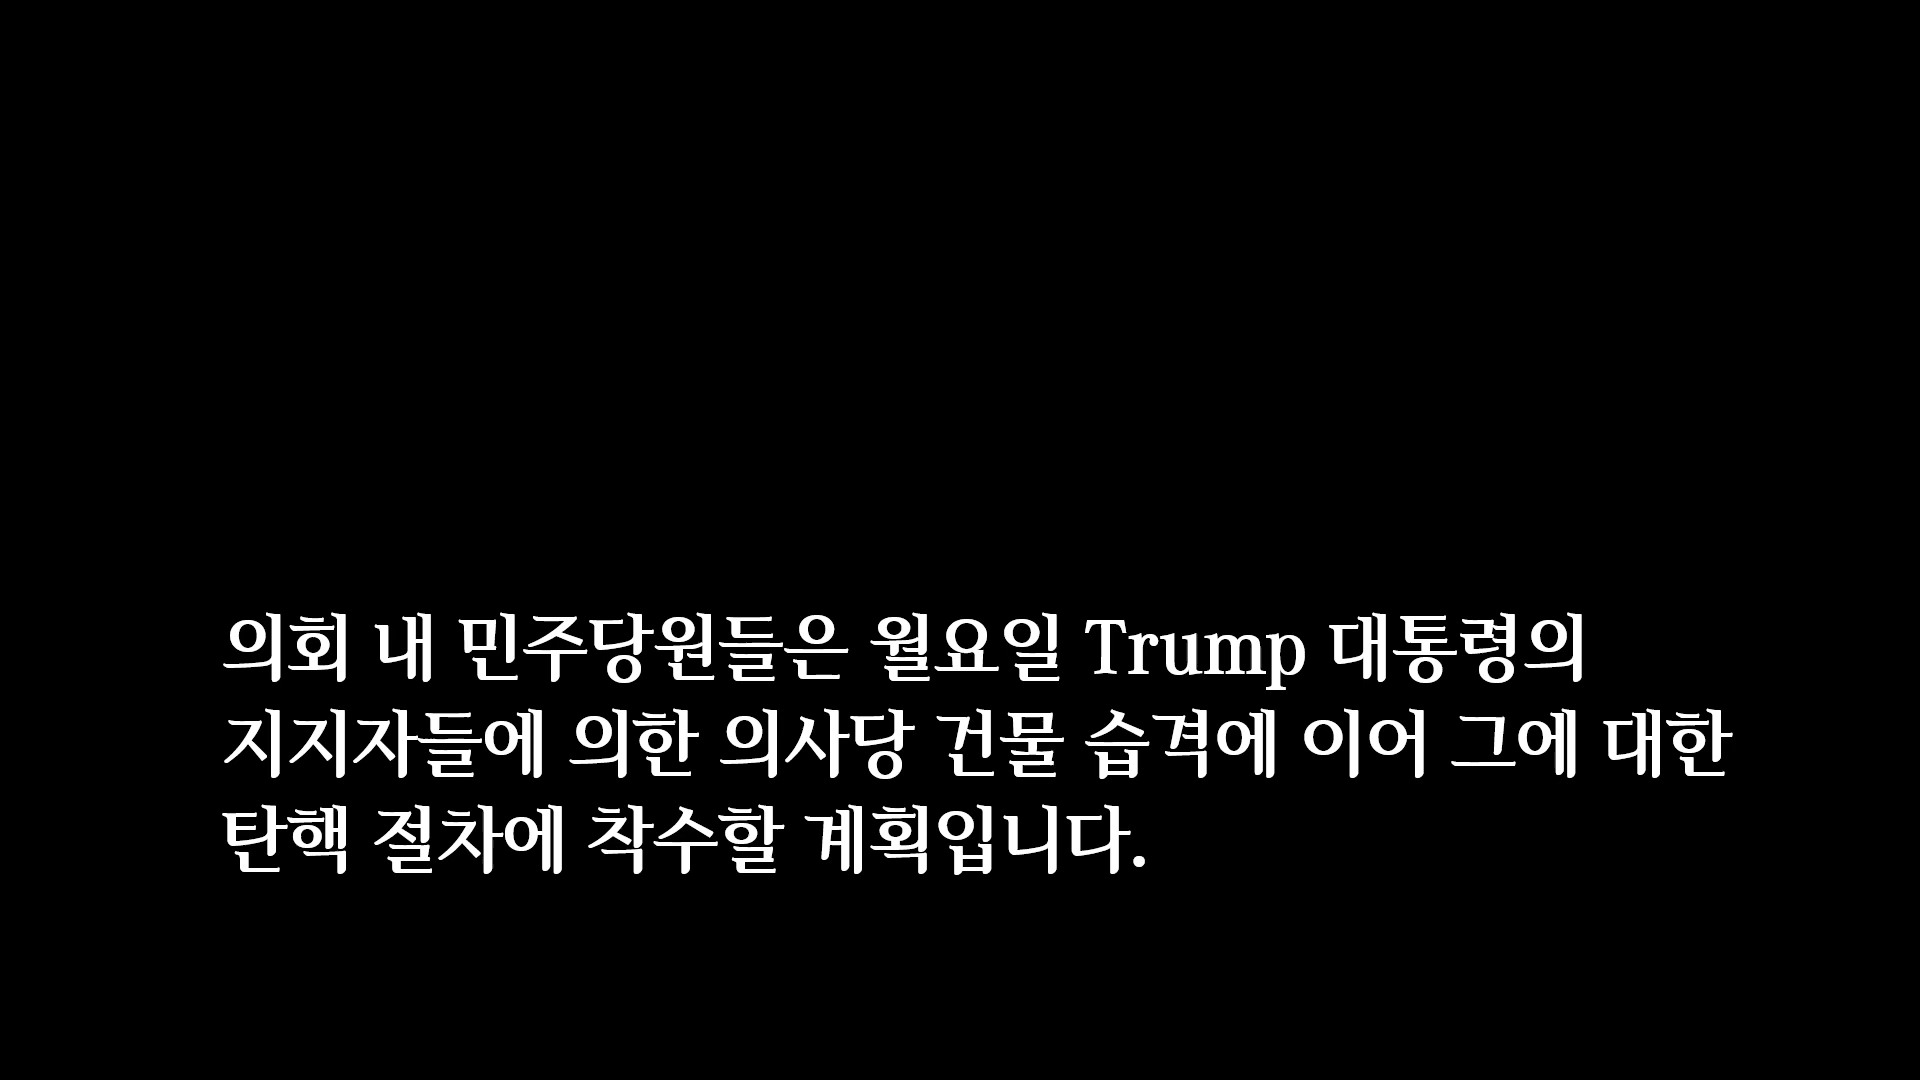 의회 내 민주당원들은 월요일 Trump 대통령의
지지자들에 의한 의사당 건물 습격에 이어 그에 대한
탄핵 절차에 착수할 계획입니다.